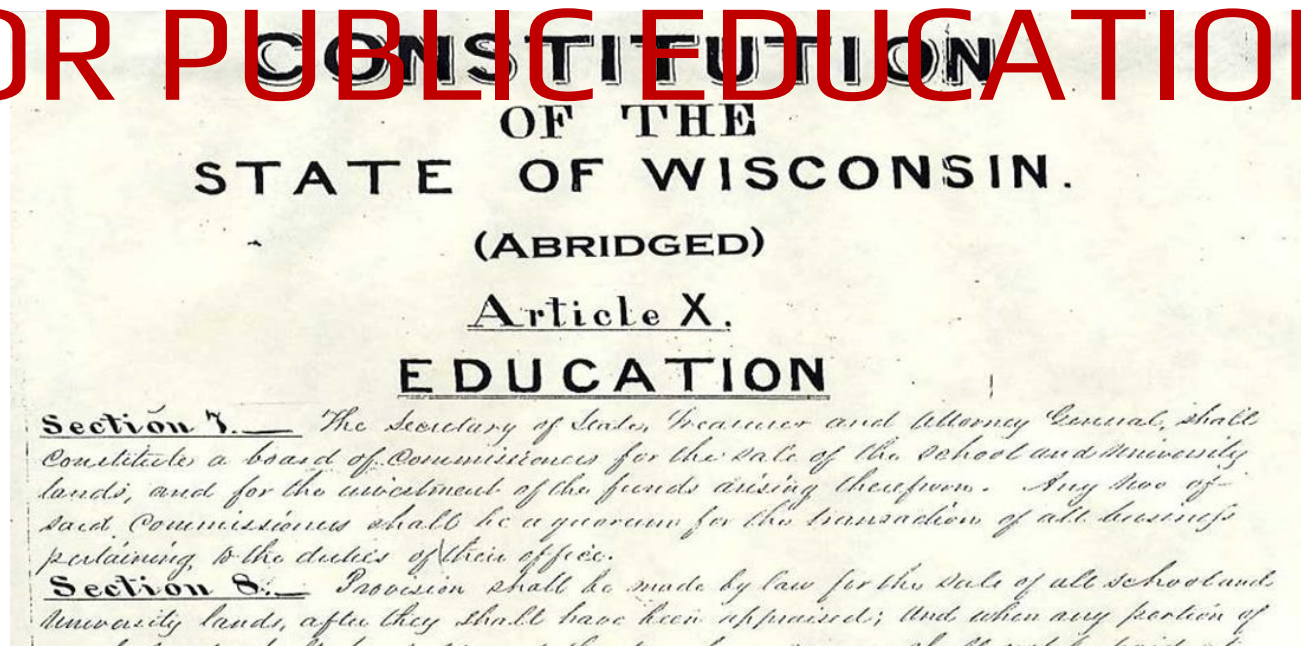 OR PUBLIC EDUCATION
CONSTITUTION
OF THE
STATE OF WISCONSIN.
(ABRIDGED)
Article X.
EDUCATION
Section 7. The Secretary of State, Treasurer and Attorney General, shall
constitute a board of Commissioners for the sale of the school and University
lands, and for the investment of the funds arising therefrom. Any two of
said Commissioners shall be a quorum for the transaction of all business
pertaining to the duties of their office.
Section 8. Provision shall be made by law for the sale of all school and
University lands, after they shall have been appraised; and when any portion of